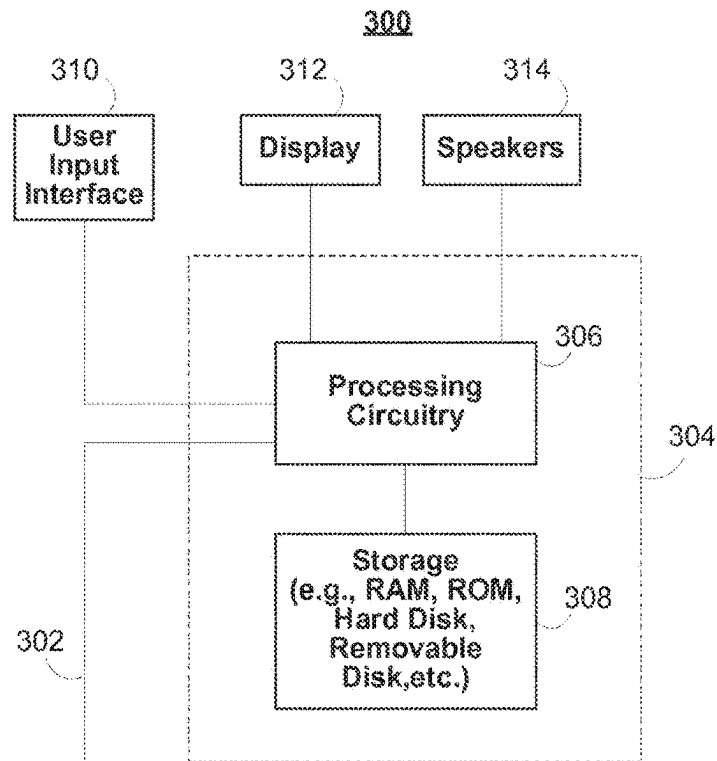 300
310
312
314
User
Input
Interface
Display
Speakers
306
Processing
Circuitry
304
Storage
(e.g., RAM, ROM,
Hard Disk,
Removable
Disk,etc.)
308
302